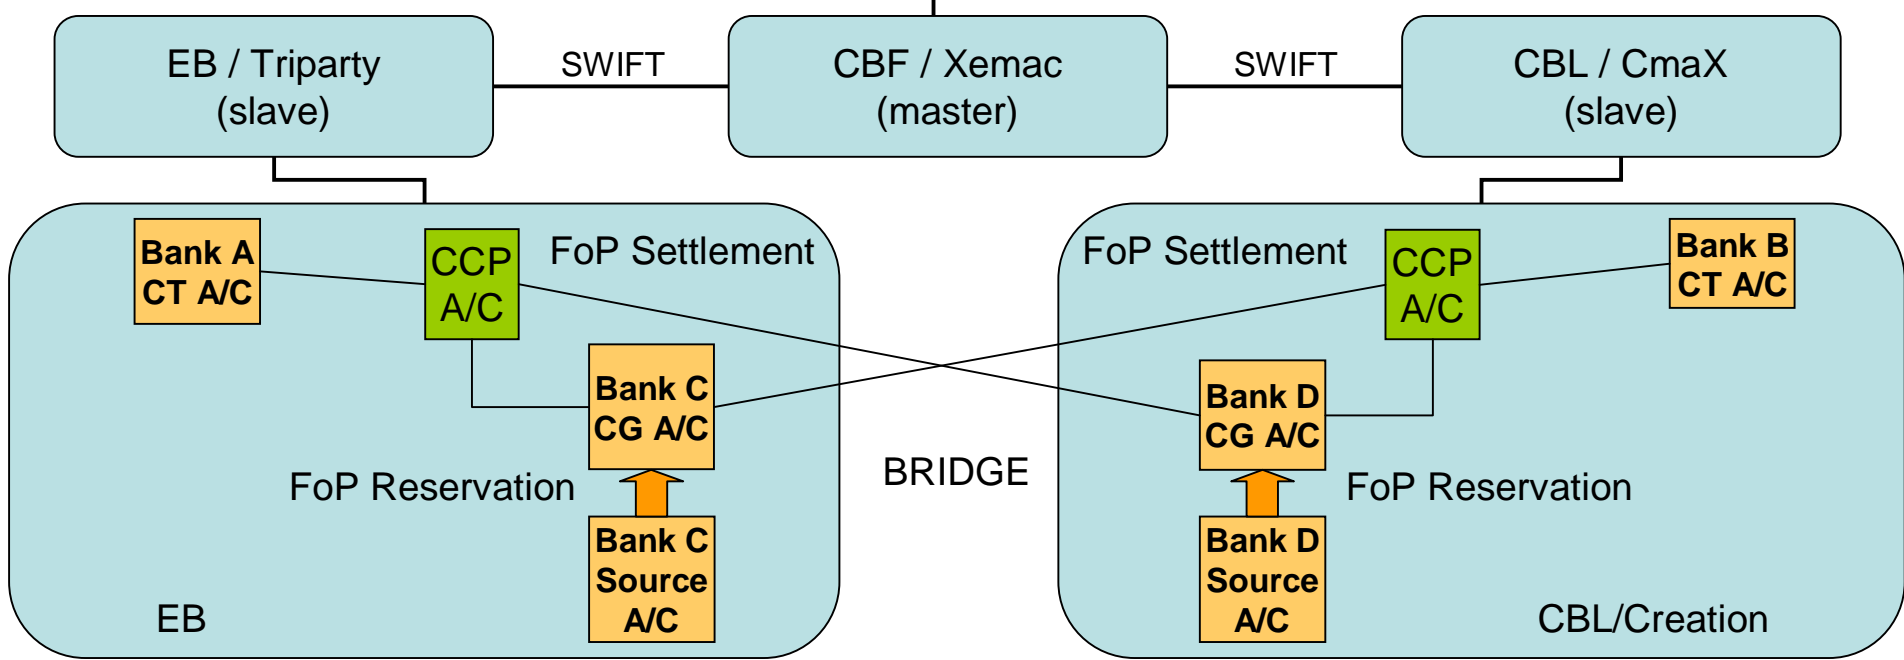 EB / Triparty
(slave)
SWIFT
CBF / Xemac
(master)
SWIFT
CBL / CmaX
(slave)
Bank A
CT A/C
CCP
A/C
FoP Settlement
Bank C
CG A/C
FoP Reservation
Bank C
Source
A/C
EB
BRIDGE
FoP Settlement
CCP
A/C
Bank B
CT A/C
Bank D
CG A/C
FoP Reservation
Bank D
Source
A/C
CBL/Creation